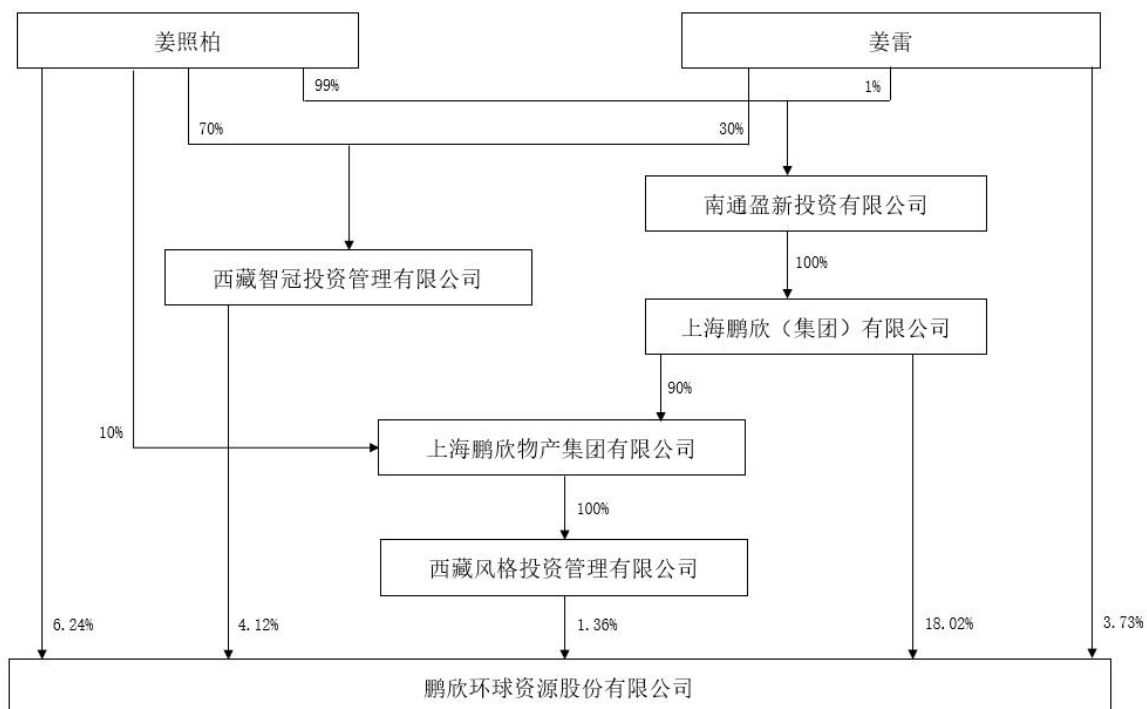 姜照柏
姜雷
99%
1%
70%
30%
南通盈新投资有限公司
100%
西藏智冠投资管理有限公司
上海鹏欣（集团）有限公司
90%
10%
上海鹏欣物产集团有限公司
100%
西藏风格投资管理有限公司
6.24%
4.12%
1.36%
18.02%
3.73%
鹏欣环球资源股份有限公司